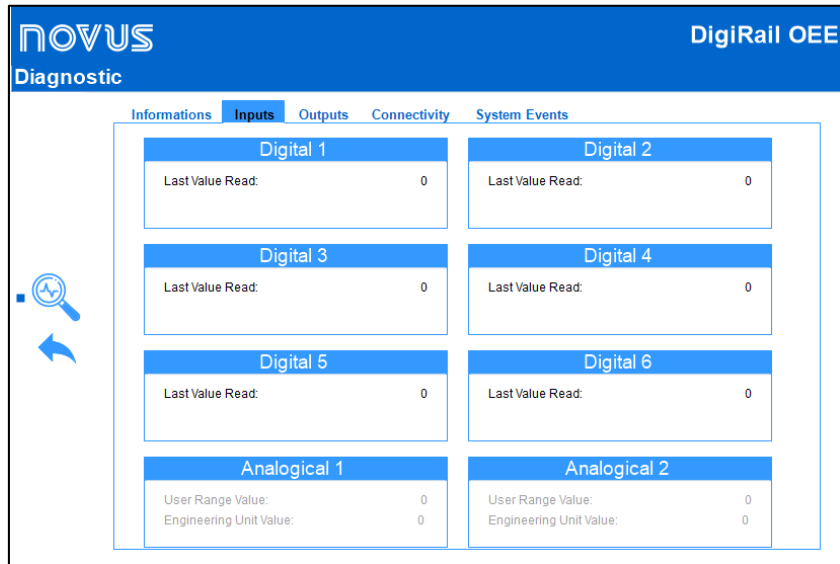 NOVUS
DigiRail OEE
Diagnostic
Informations Inputs Outputs Connectivity System Events
Digital 1 Digital 2
Last Value Read: 0 Last Value Read: 0
Digital 3 Digital 4
Last Value Read: 0 Last Value Read: 0
Digital 5 Digital 6
Last Value Read: 0 Last Value Read: 0
Analogical 1 Analogical 2
User Range Value: 0 User Range Value: 0
Engineering Unit Value: 0 Engineering Unit Value: 0